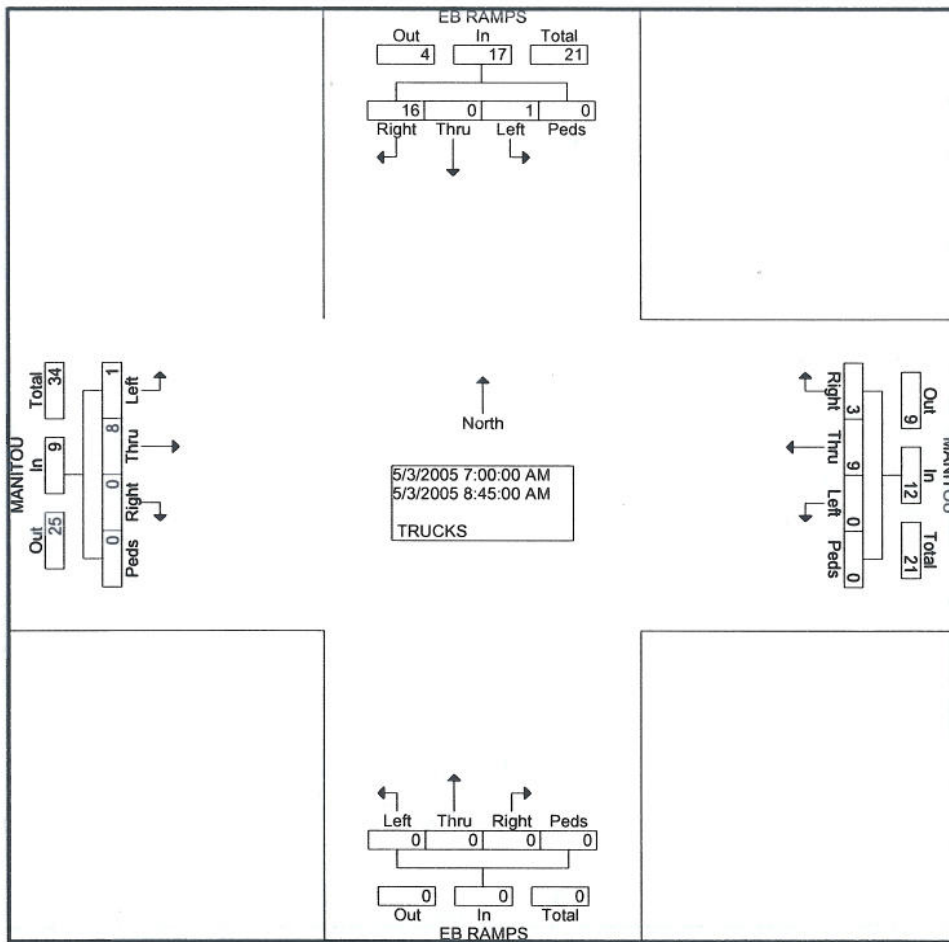 EB RAMPS
Out In Total
4 17 21
16 0 1 0
Right Thru Left Peds
MANITOU
Total In Out
34 9 25
1 8 0 0
Left Thru Right Peds
North
5/3/2005 7:00:00 AM
5/3/2005 8:45:00 AM
TRUCKS
Right Thru Left Peds
3 9 0 0
Out In Total
9 12 21
MANITOU
Left Thru Right Peds
0 0 0 0
0 0 0
Out In Total
EB RAMPS